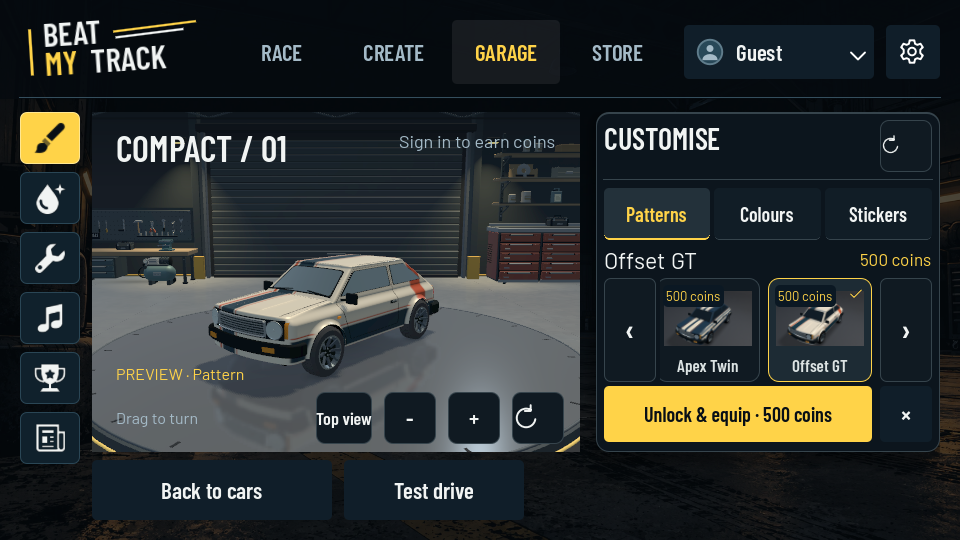 BEAT
MY TRACK
RACE
CREATE
GARAGE
STORE
Guest
COMPACT / 01
Sign in to earn coins
CUSTOMISE
Patterns
Colours
Stickers
Offset GT
500 coins
500 coins
500 coins
‹
Apex Twin
Offset GT
›
PREVIEW · Pattern
Drag to turn
Top view
-
+
Unlock & equip · 500 coins
×
Back to cars
Test drive